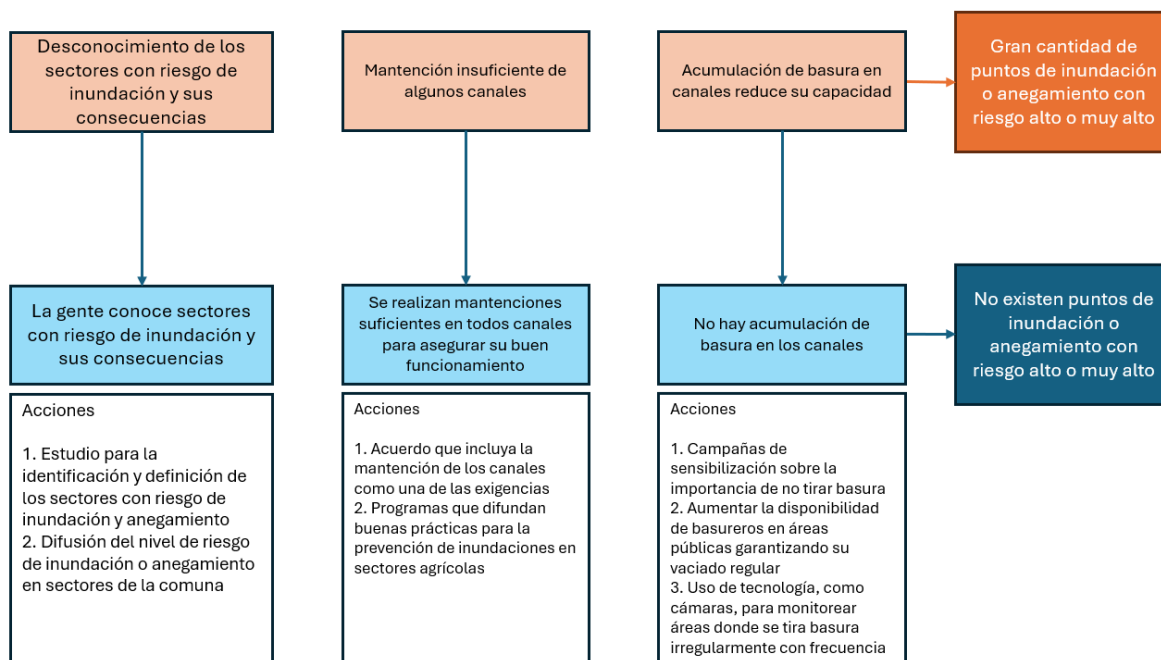 Desconocimiento de los
sectores con riesgo de
inundación y sus
consecuencias
Mantención insuficiente de
algunos canales
Acumulación de basura en
canales reduce su capacidad
Gran cantidad de
puntos de inundación
o anegamiento con
riesgo alto o muy alto
La gente conoce sectores
con riesgo de inundación y
sus consecuencias
Se realizan mantenciones
suficientes en todos canales
para asegurar su buen
funcionamiento
No hay acumulación de
basura en los canales
No existen puntos de
inundación o
anegamiento con
riesgo alto o muy alto
Acciones
1. Estudio para la
identificación y definición de
los sectores con riesgo de
inundación y anegamiento
2. Difusión del nivel de riesgo
de inundación o anegamiento
en sectores de la comuna
Acciones
1. Acuerdo que incluya la
mantención de los canales
como una de las exigencias
2. Programas que difundan
buenas prácticas para la
prevención de inundaciones en
sectores agrícolas
Acciones
1. Campañas de
sensibilización sobre la
importancia de no tirar basura
2. Aumentar la disponibilidad
de basureros en áreas
públicas garantizando su
vaciado regular
3. Uso de tecnología, como
cámaras, para monitorear
áreas donde se tira basura
irregularmente con frecuencia